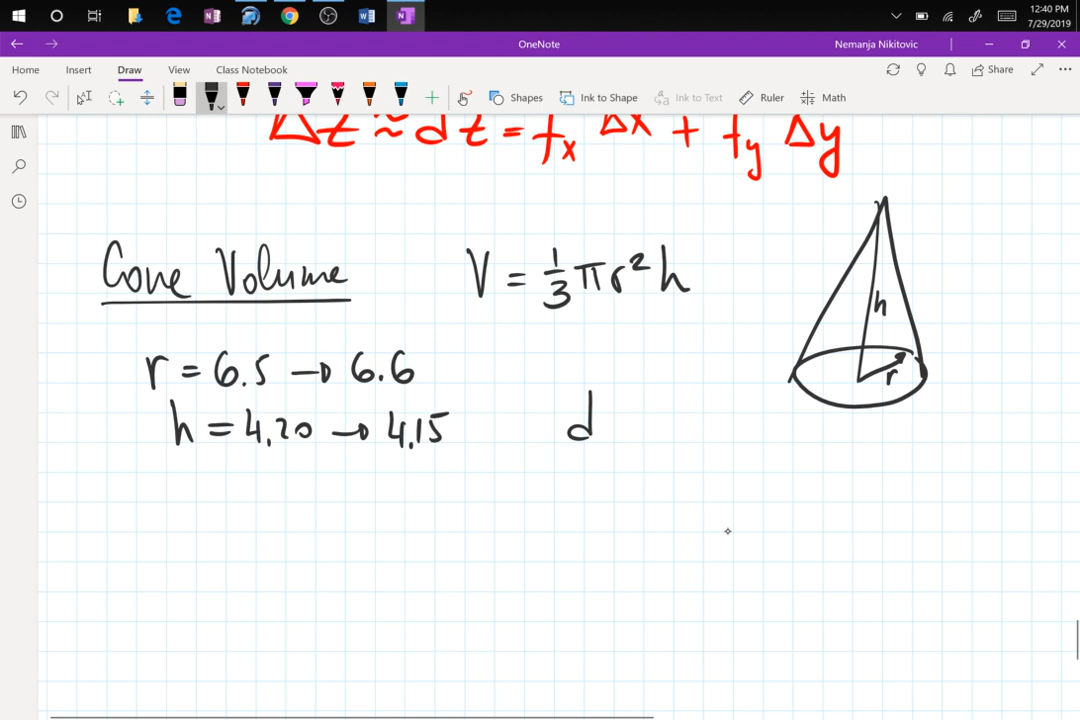 12:40 PM
7/29/2019
OneNote
Nemanja Nikitovic
Home Insert Draw View Class Notebook
Share
Shapes Ink to Shape Ink to Text Ruler Math
Δz ≈ dz = fx Δx + fy Δy
Cone Volume
V = 1/3 πr²h
h
r
r = 6.5 → 6.6
h = 4.20 → 4.15
d